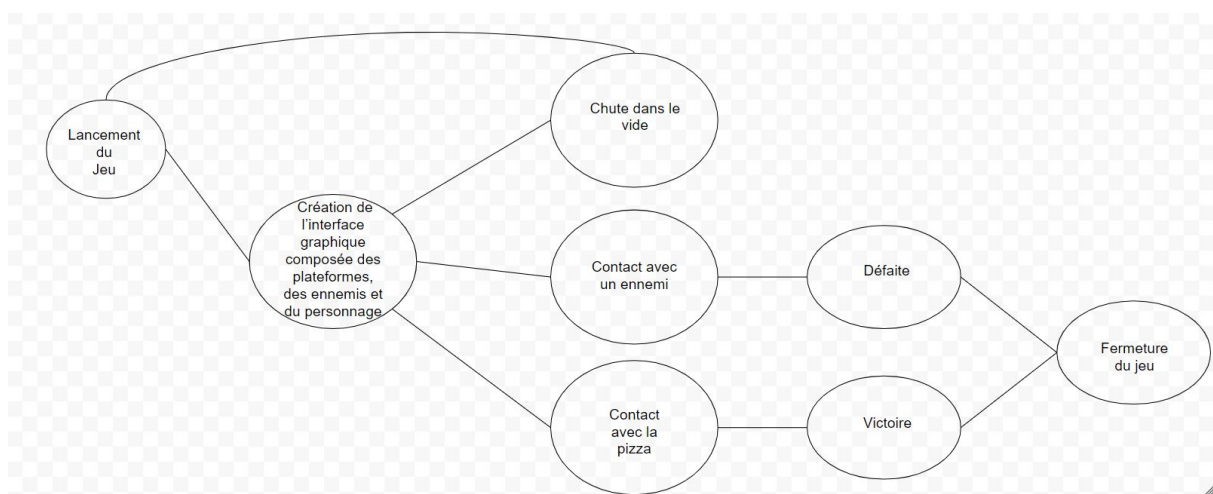 Lancement
du
Jeu
Création de
l'interface
graphique
composée des
plateformes,
des ennemis et
du personnage
Chute dans le
vide
Contact avec
un ennemi
Défaite
Contact
avec la
pizza
Victoire
Fermeture
du jeu